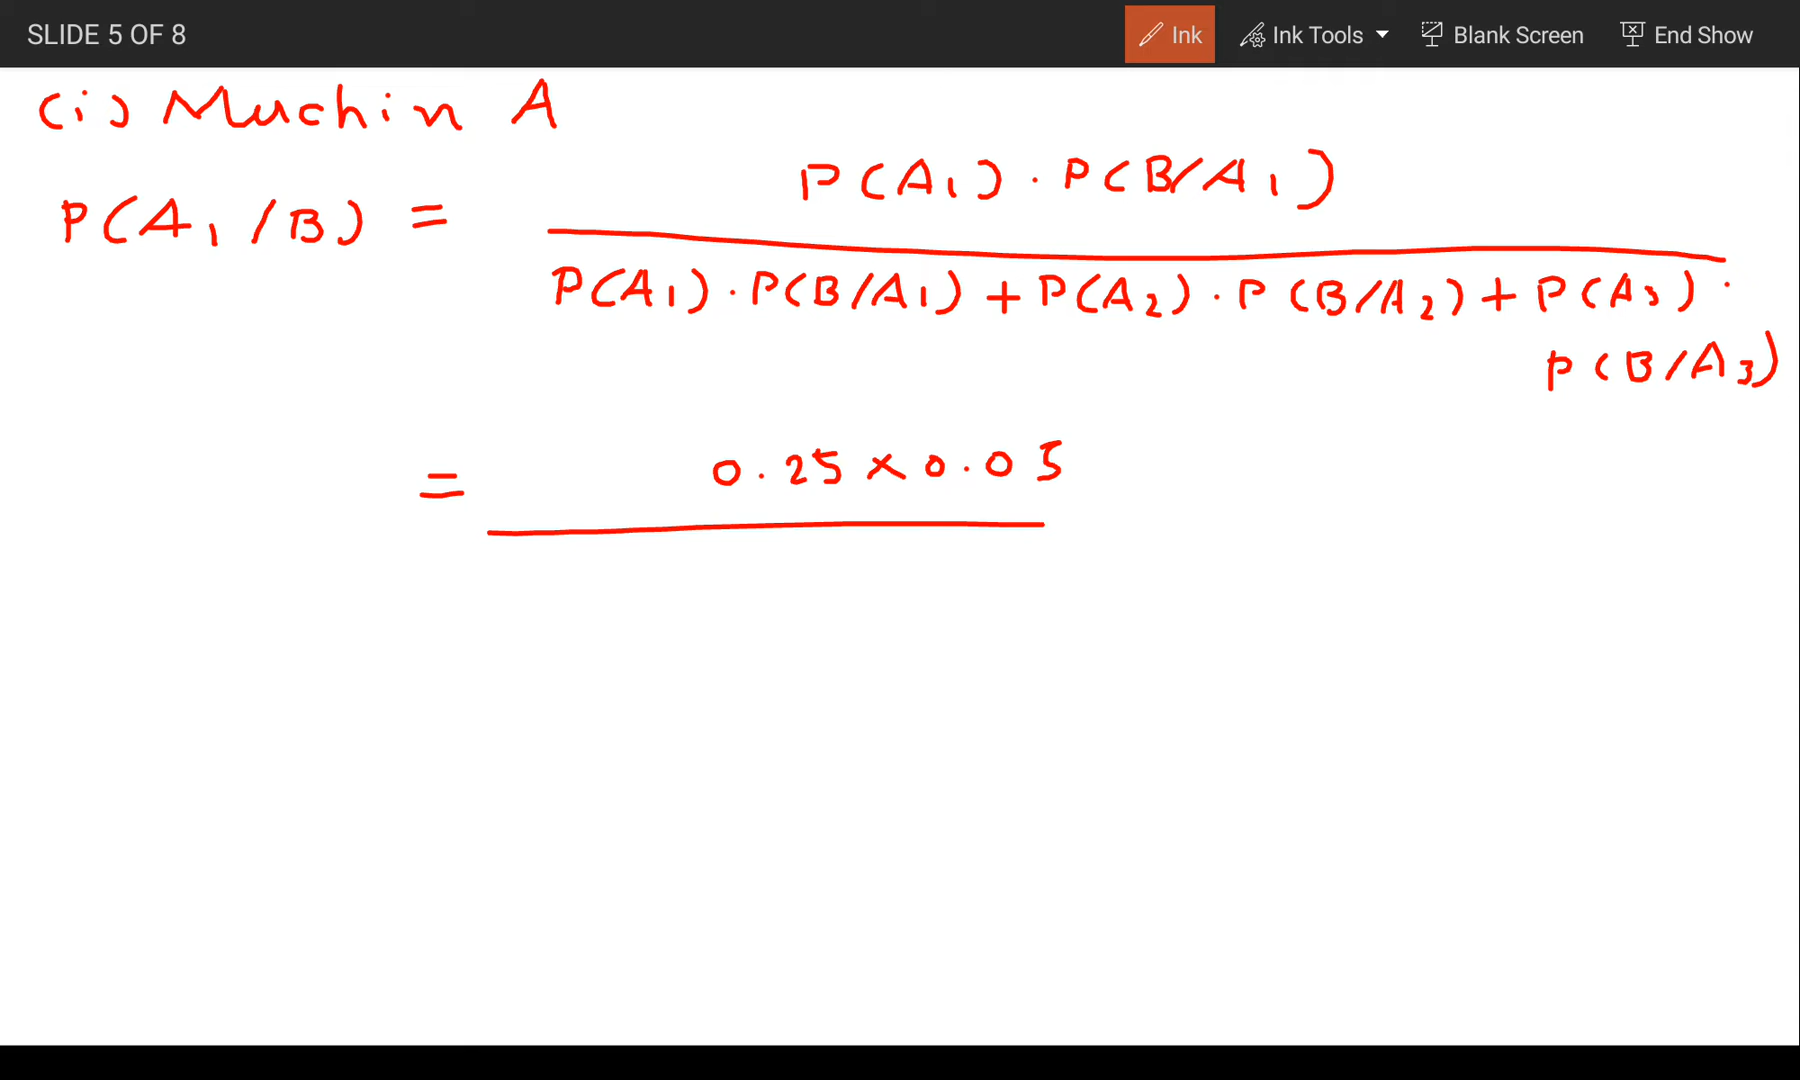 SLIDE 5 OF 8
Ink
Ink Tools
Blank Screen
End Show
(i) Muchin A
P(A₁/B) = P(A₁) · P(B/A₁)
P(A₁) · P(B/A₁) + P(A₂) · P(B/A₂) + P(A₃) ·
P(B/A₃)
= 0.25 × 0.05